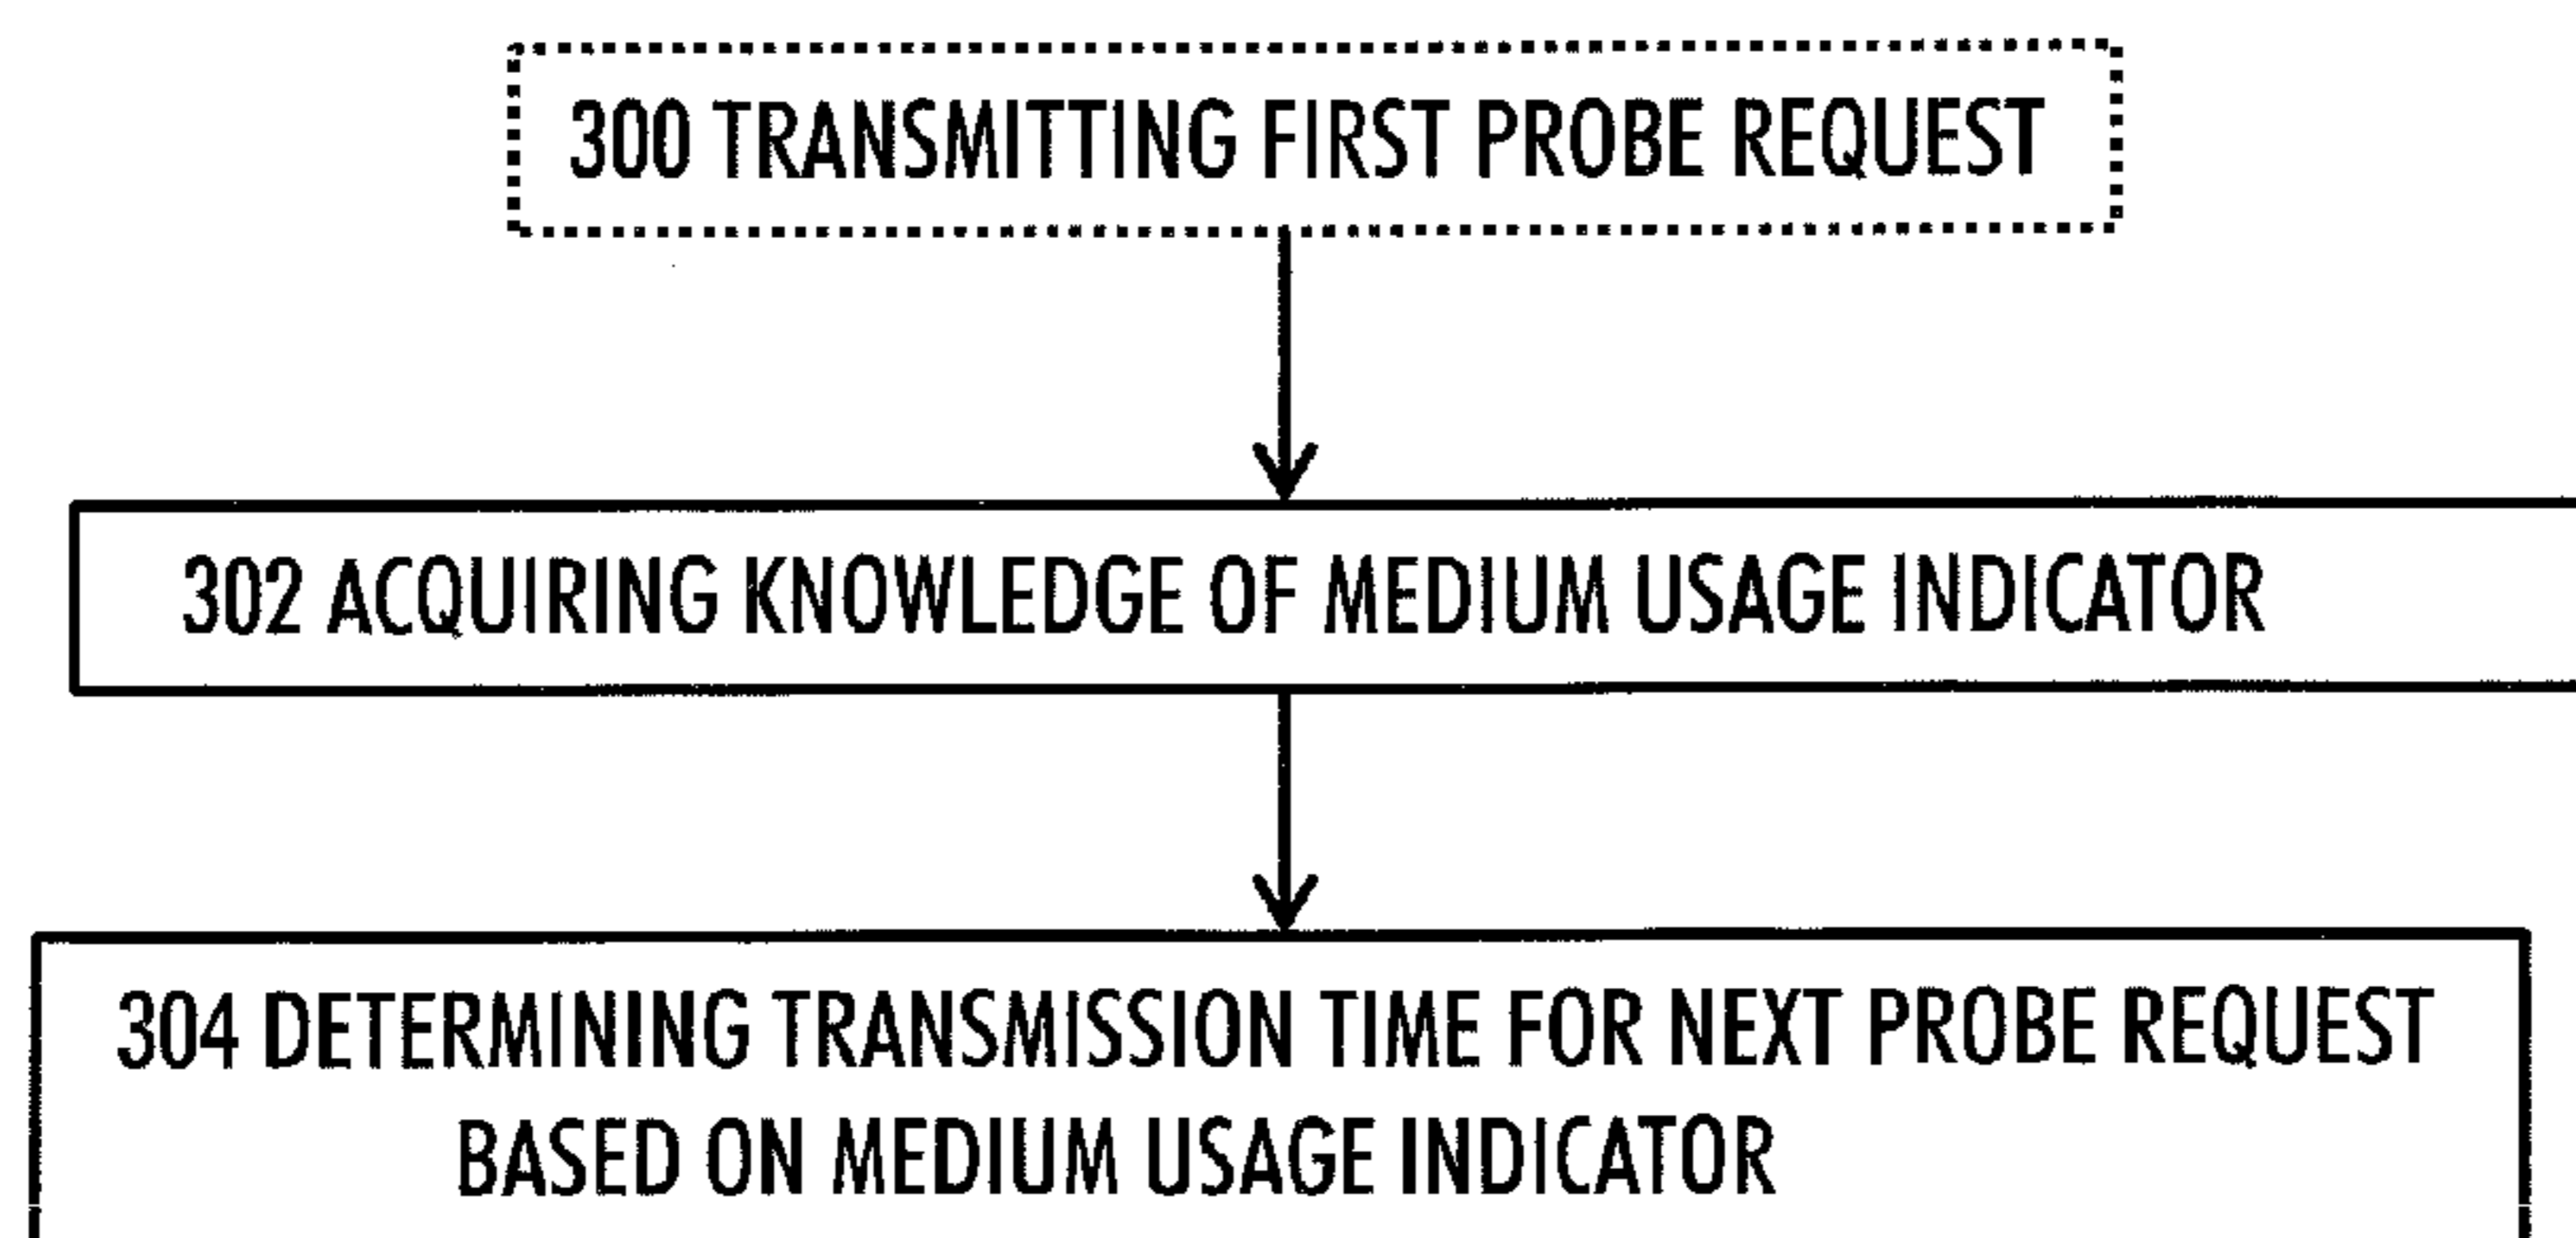 300 TRANSMITTING FIRST PROBE REQUEST
302 ACQUIRING KNOWLEDGE OF MEDIUM USAGE INDICATOR
304 DETERMINING TRANSMISSION TIME FOR NEXT PROBE REQUEST
BASED ON MEDIUM USAGE INDICATOR